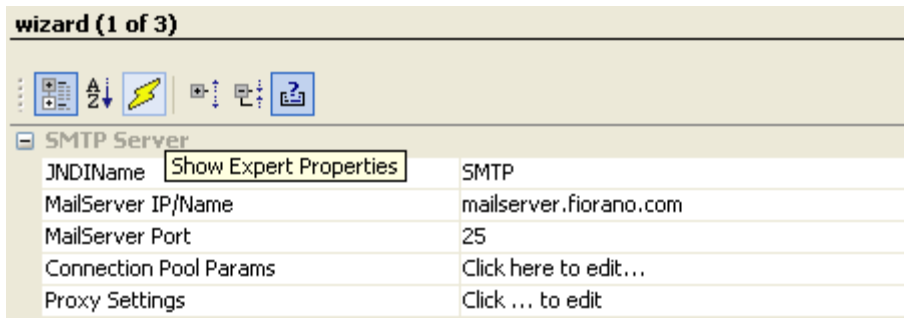 wizard (1 of 3)
SMTP Server
Show Expert Properties
JNDIName SMTP
MailServer IP/Name mailserver.fiorano.com
MailServer Port 25
Connection Pool Params Click here to edit...
Proxy Settings Click ... to edit